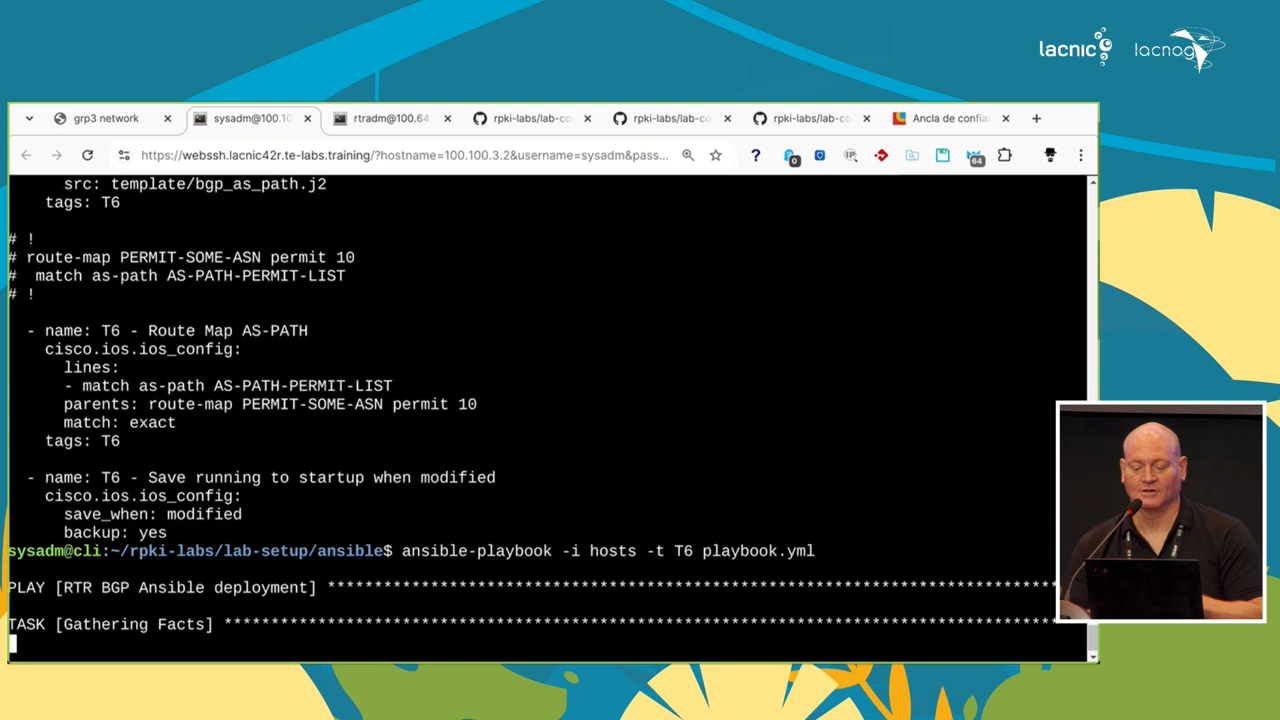 lacnic
lacnog
grp3 network
sysadm@100.10
rtradm@100.64.
rpki-labs/lab-co
rpki-labs/lab-co
rpki-labs/lab-co
Ancla de confia
https://webssh.lacnic42r.te-labs.training/?hostname=100.100.3.2&username=sysadm&pass...
0
IP
64
src: template/bgp_as_path.j2
tags: T6
# !
# route-map PERMIT-SOME-ASN permit 10
#  match as-path AS-PATH-PERMIT-LIST
# !
- name: T6 - Route Map AS-PATH
cisco.ios.ios_config:
lines:
- match as-path AS-PATH-PERMIT-LIST
parents: route-map PERMIT-SOME-ASN permit 10
match: exact
tags: T6
- name: T6 - Save running to startup when modified
cisco.ios.ios_config:
save_when: modified
backup: yes
sysadm@cli:~/rpki-labs/lab-setup/ansible$ ansible-playbook -i hosts -t T6 playbook.yml
PLAY [RTR BGP Ansible deployment] ******************************************************************************
TASK [Gathering Facts] *****************************************************************************************